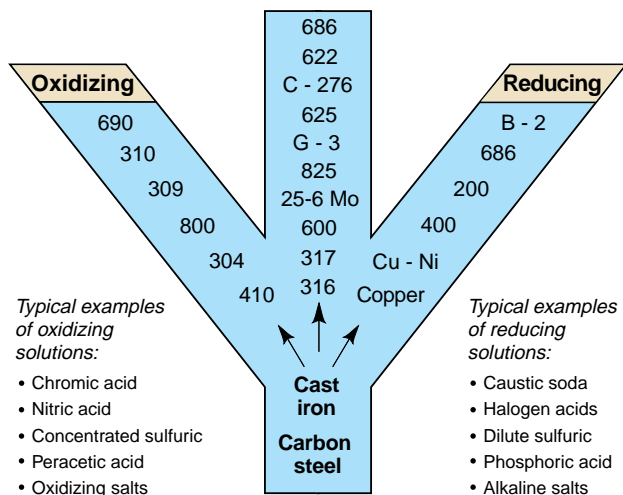 Oxidizing
690
310
309
800
304
410
686
622
C - 276
625
G - 3
825
25-6 Mo
600
317
316
Reducing
B - 2
686
200
400
Cu - Ni
Copper
Cast
iron
Carbon
steel
Typical examples
of oxidizing
solutions:
• Chromic acid
• Nitric acid
• Concentrated sulfuric
• Peracetic acid
• Oxidizing salts
Typical examples
of reducing
solutions:
• Caustic soda
• Halogen acids
• Dilute sulfuric
• Phosphoric acid
• Alkaline salts